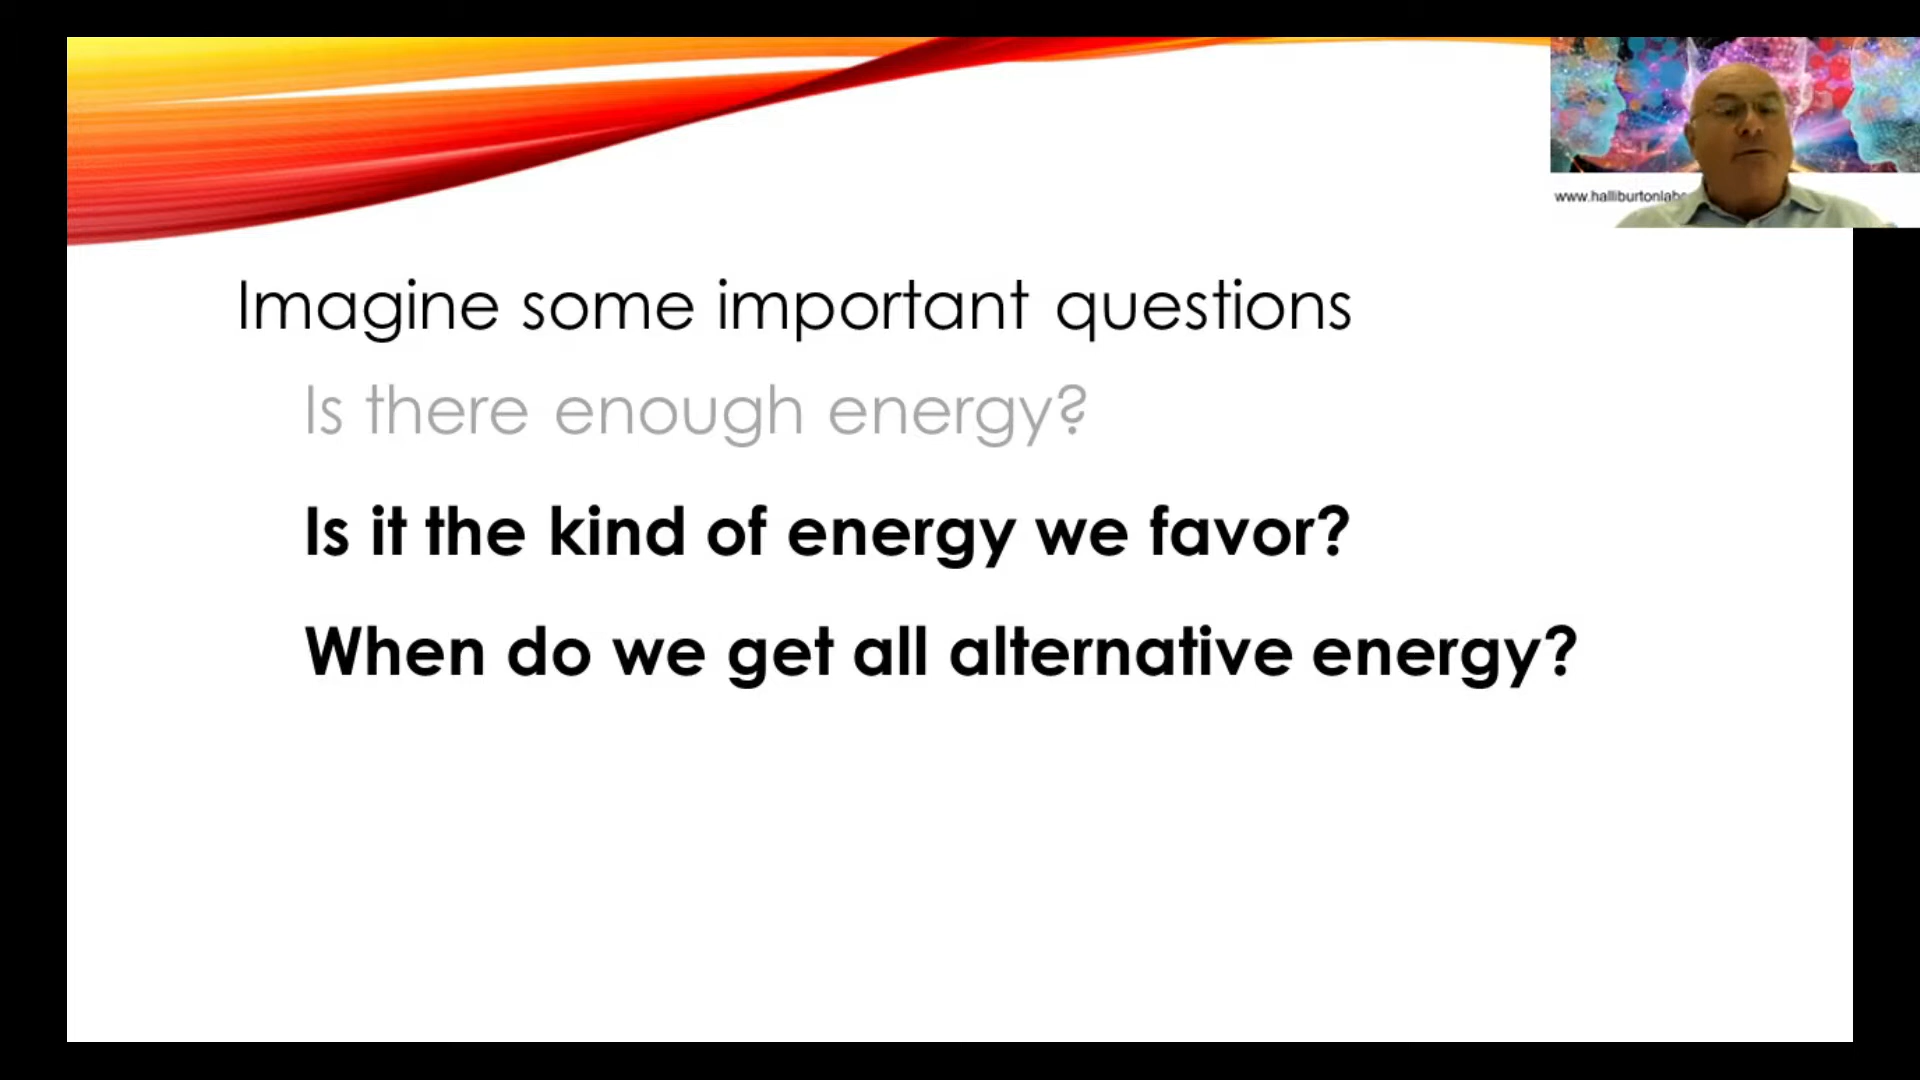 www.halliburtonlabs
Imagine some important questions
Is there enough energy?
Is it the kind of energy we favor?
When do we get all alternative energy?